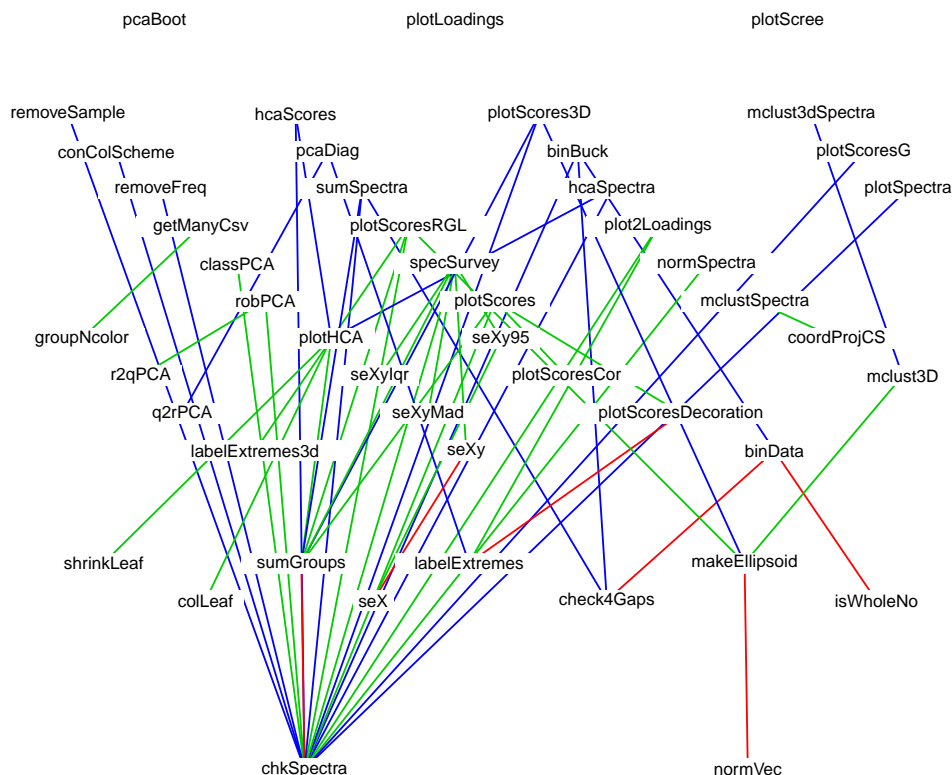 pcaBoot plotLoadings plotScree
removeSample hcaScores plotScores3D mclust3dSpectra
conColScheme pcaDiag binBuck plotScoresG
removeFreq sumSpectra hcaSpectra plotSpectra
getManyCsv plotScoresRGL plot2Loadings
classPCA specSurvey normSpectra
robPCA plotScores mclustSpectra
groupNcolor plotHCA seXy95 coordProjCS
r2qPCA seXyIqr plotScoresCor mclust3D
q2rPCA seXyMad plotScoresDecoration
labelExtremes3d seXy binData
shrinkLeaf sumGroups labelExtremes makeEllipsoid
colLeaf seX check4Gaps isWholeNo
chkSpectra normVec